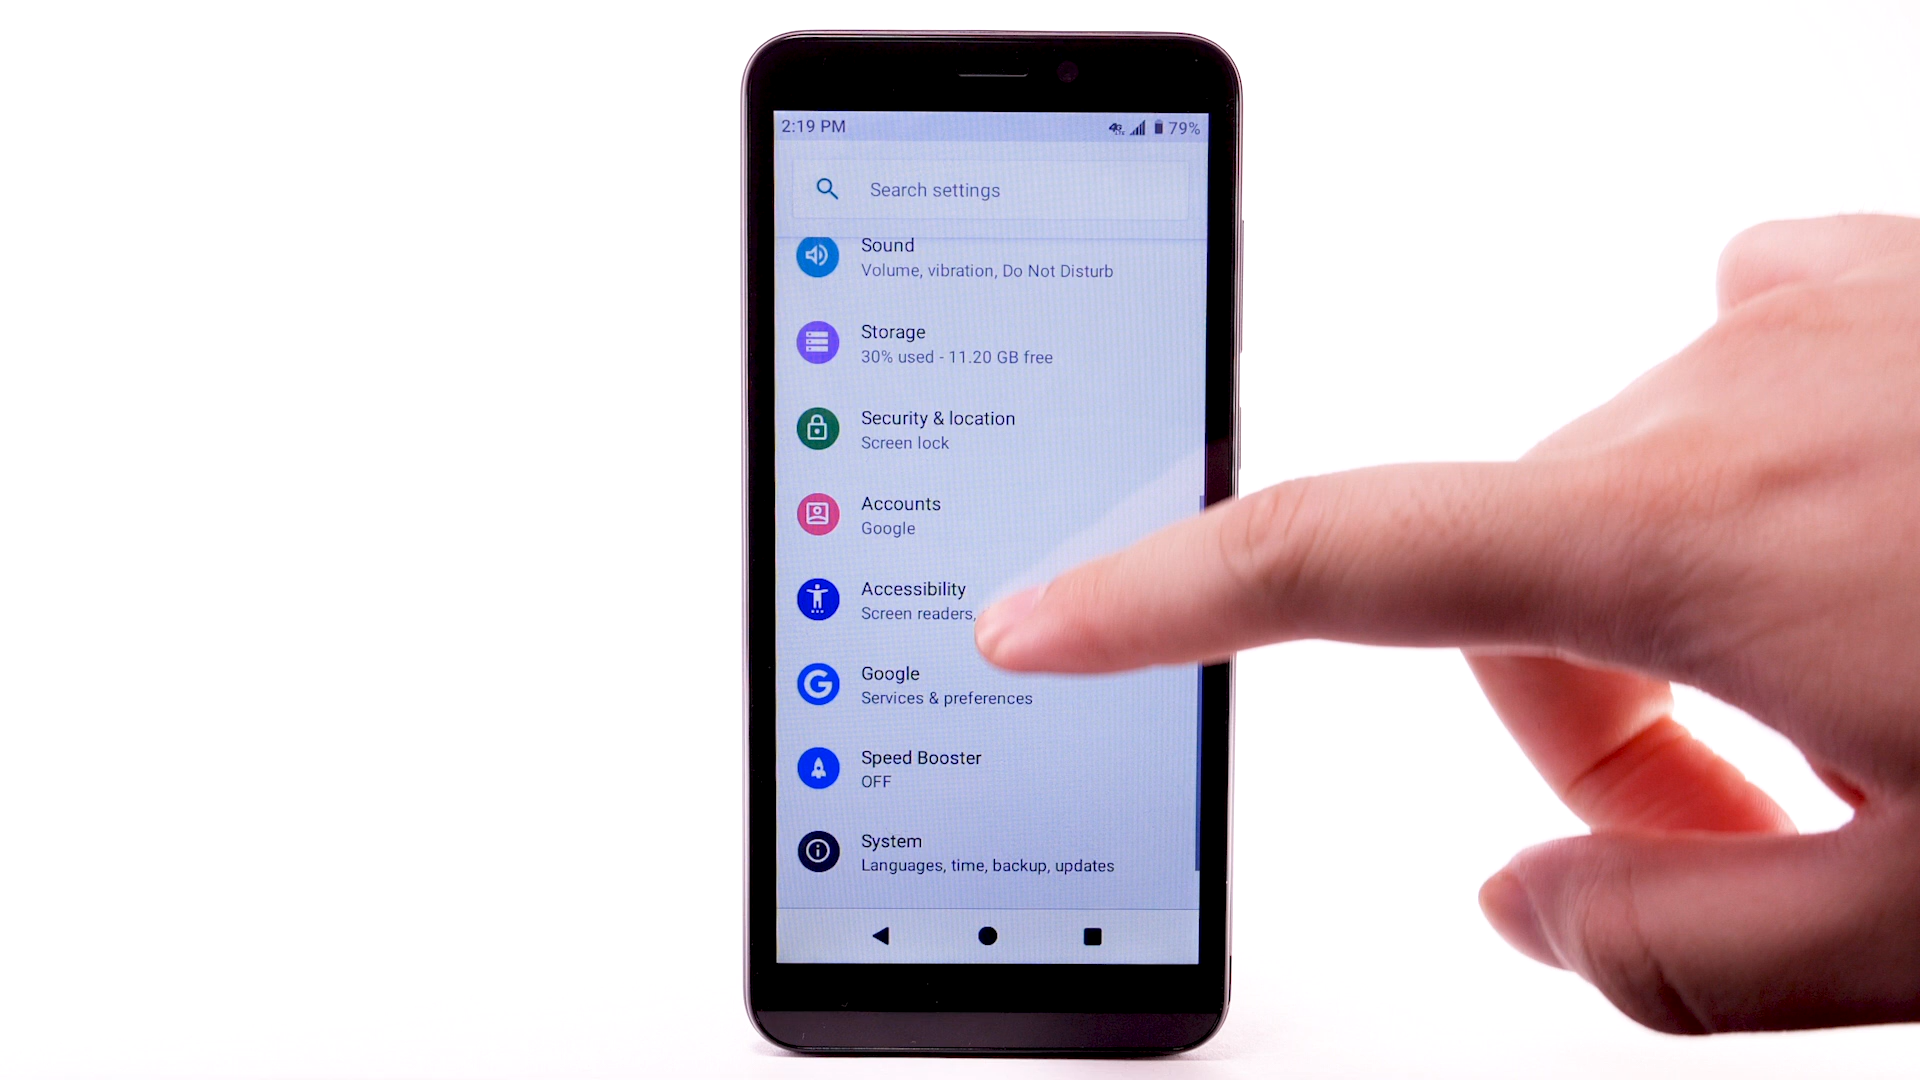 2:19 PM 79%
Search settings
Sound
Volume, vibration, Do Not Disturb
Storage
30% used - 11.20 GB free
Security & location
Screen lock
Accounts
Google
Accessibility
Screen readers,
Google
Services & preferences
Speed Booster
OFF
System
Languages, time, backup, updates